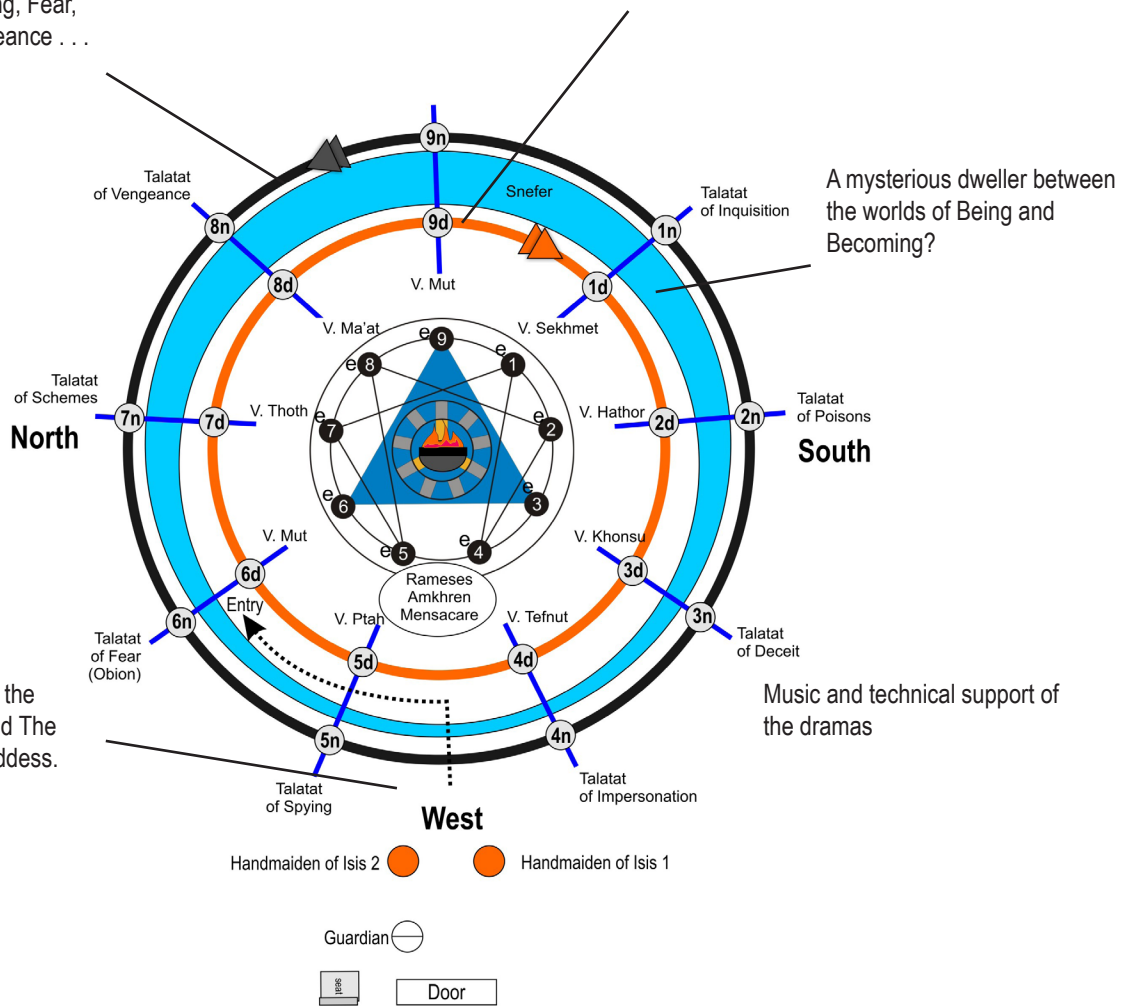 ng, Fear,
eance . . .
9n
Talatat
of Vengeance
Snefer
Talatat
of Inquisition
A mysterious dweller between
the worlds of Being and
Becoming?
8n
9d
1n
8d
V. Mut
1d
V. Ma'at
V. Sekhmet
e 9
e 8
e 1
Talatat
of Schemes
7n
7d
V. Thoth
e 7
e 2
V. Hathor
2d
2n
Talatat
of Poisons
North
South
e 6
e 3
V. Mut
e 5
e 4
V. Khonsu
6d
3d
Rameses
Amkhren
Mensacare
Entry
V. Ptah
V. Tefnut
6n
3n
Talatat
of Fear
(Obion)
Talatat
of Deceit
5d
4d
the
d The
ddess.
Music and technical support of
the dramas
5n
4n
Talatat
of Spying
Talatat
of Impersonation
West
Handmaiden of Isis 2
Handmaiden of Isis 1
Guardian
seat
Door